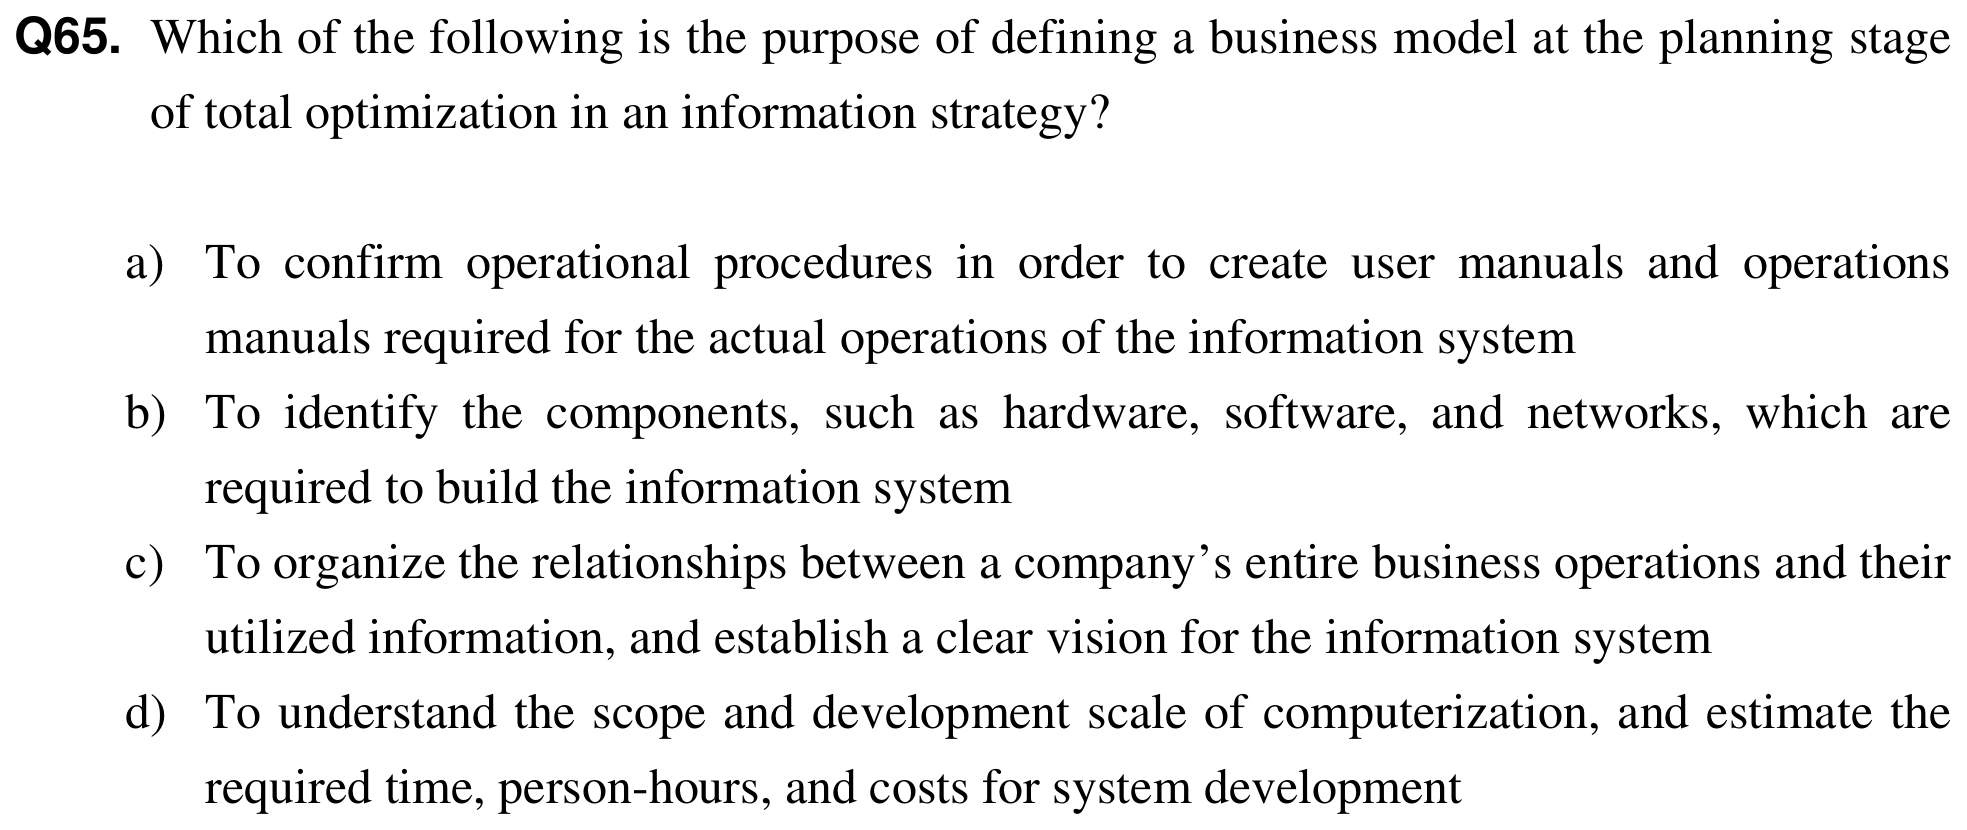 Q65. Which of the following is the purpose of defining a business model at the planning stage
of total optimization in an information strategy?
a) To confirm operational procedures in order to create user manuals and operations
manuals required for the actual operations of the information system
b) To identify the components, such as hardware, software, and networks, which are
required to build the information system
c) To organize the relationships between a company’s entire business operations and their
utilized information, and establish a clear vision for the information system
d) To understand the scope and development scale of computerization, and estimate the
required time, person-hours, and costs for system development